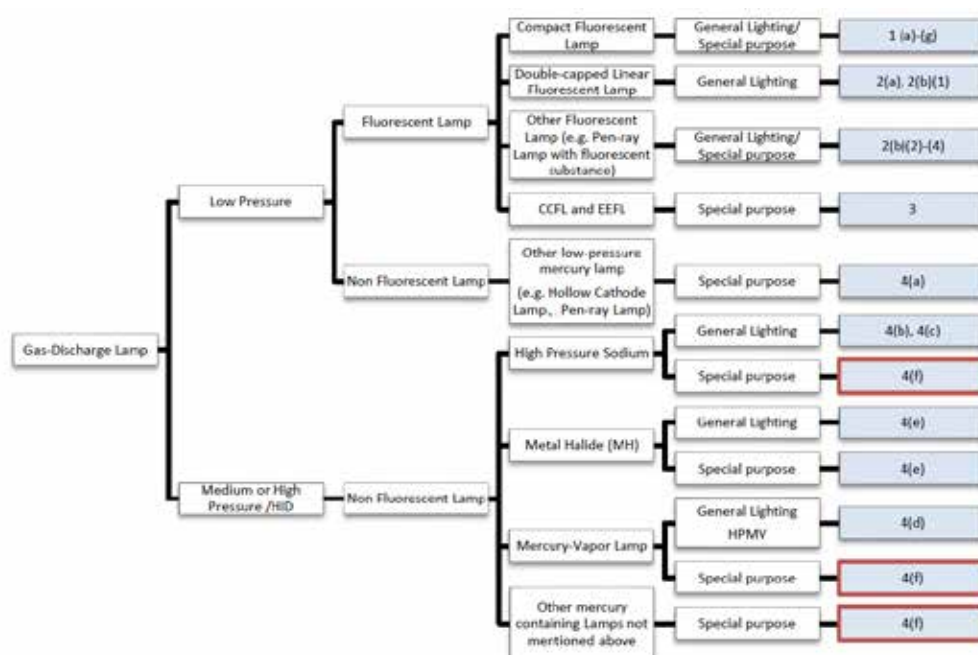 Compact Fluorescent
Lamp
General Lighting/
Special purpose
1 (a)-(g)
Double-capped Linear
Fluorescent Lamp
General Lighting
2(a), 2(b)(1)
Fluorescent Lamp
Other Fluorescent
Lamp (e.g. Pen-ray
Lamp with fluorescent
substance)
General Lighting/
Special purpose
2(b)(2)-(4)
Low Pressure
CCFL and EEFL
Special purpose
3
Non Fluorescent Lamp
Other low-pressure
mercury lamp
(e.g. Hollow Cathode
Lamp、Pen-ray Lamp)
Special purpose
4(a)
Gas-Discharge Lamp
High Pressure Sodium
General Lighting
4(b), 4(c)
Special purpose
4(f)
Metal Halide (MH)
General Lighting
4(e)
Special purpose
4(e)
Medium or High
Pressure /HID
Non Fluorescent Lamp
Mercury-Vapor Lamp
General Lighting
HPMV
4(d)
Special purpose
4(f)
Other mercury
containing Lamps not
mentioned above
Special purpose
4(f)